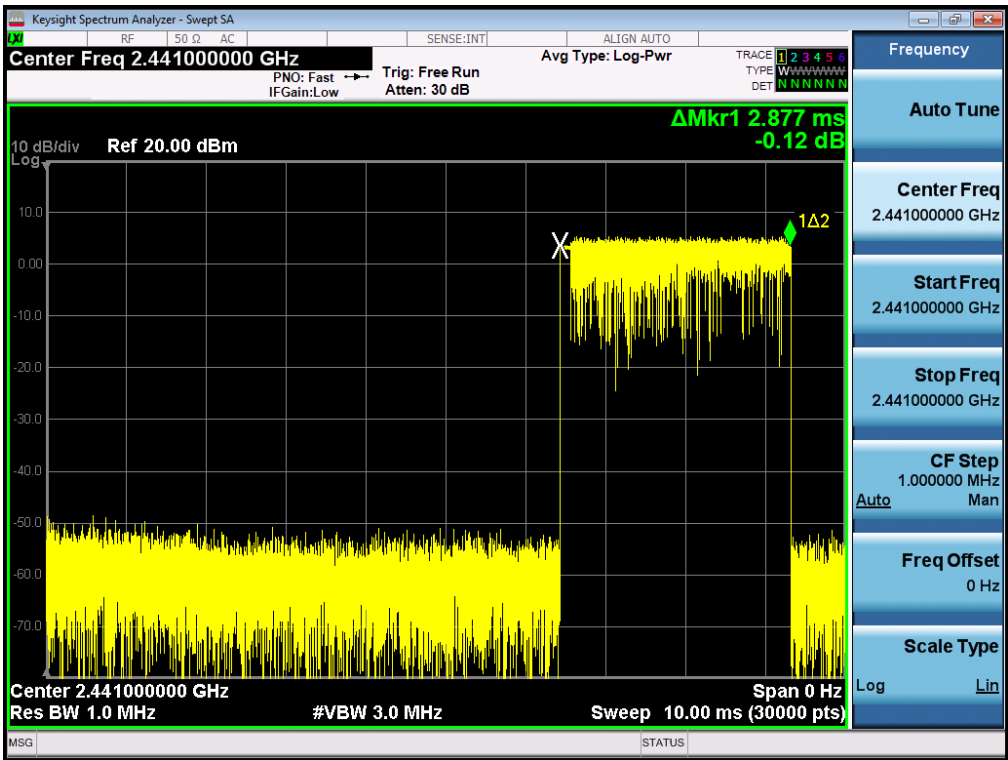 Keysight Spectrum Analyzer - Swept SA
LXI RF 50 Ω AC SENSE:INT ALIGN AUTO
Center Freq 2.441000000 GHz
PNO: Fast
IFGain:Low
Trig: Free Run
Atten: 30 dB
Avg Type: Log-Pwr
TRACE 1 2 3 4 5 6
TYPE WWWWWW
DET N N N N N N
ΔMkr1 2.877 ms
-0.12 dB
10 dB/div Ref 20.00 dBm
Log
10.0
1Δ2
0.00
-10.0
-20.0
-30.0
-40.0
-50.0
-60.0
-70.0
Center 2.441000000 GHz Span 0 Hz
Res BW 1.0 MHz #VBW 3.0 MHz Sweep 10.00 ms (30000 pts)
MSG STATUS
Frequency
Auto Tune
Center Freq
2.441000000 GHz
Start Freq
2.441000000 GHz
Stop Freq
2.441000000 GHz
CF Step
1.000000 MHz
Auto Man
Freq Offset
0 Hz
Scale Type
Log Lin